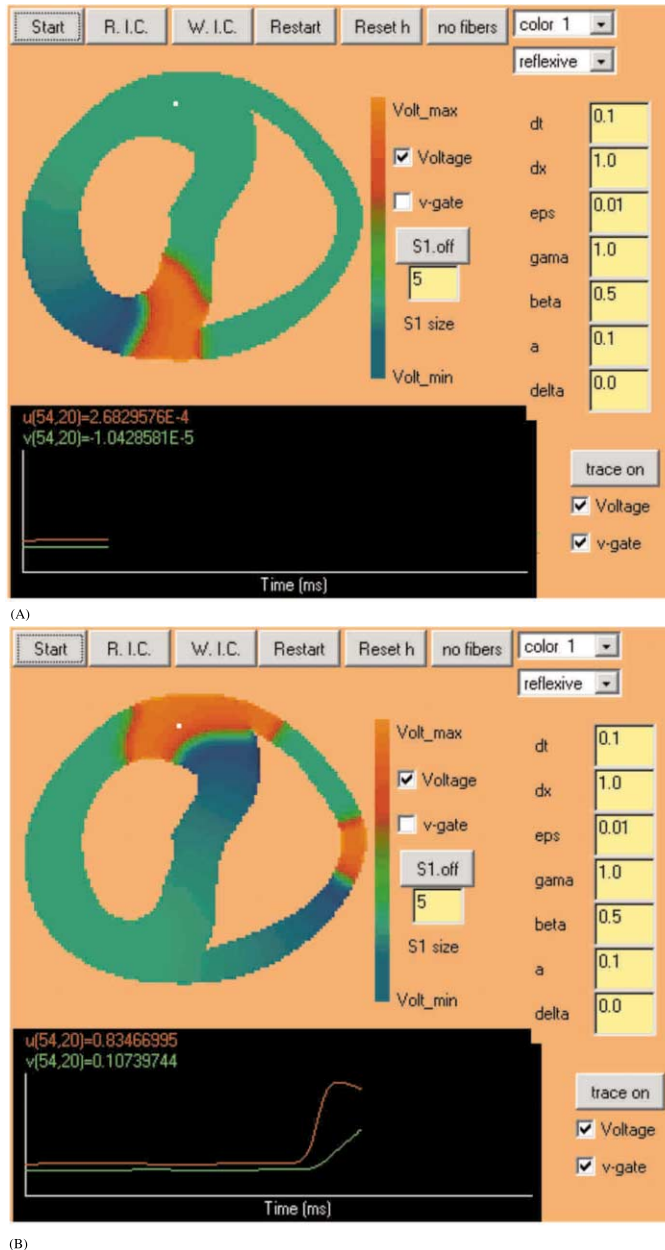 Start R. I.C. W. I.C. Restart Reset h no fibers color 1
reflexive
Volt_max
Voltage
v-gate
S1.off
5
S1 size
Volt_min
dt 0.1
dx 1.0
eps 0.01
gama 1.0
beta 0.5
a 0.1
delta 0.0
u(54,20)=2.6829576E-4
v(54,20)=-1.0428581E-5
Time (ms)
trace on
Voltage
v-gate
(A)
Start R. I.C. W. I.C. Restart Reset h no fibers color 1
reflexive
Volt_max
Voltage
v-gate
S1.off
5
S1 size
Volt_min
dt 0.1
dx 1.0
eps 0.01
gama 1.0
beta 0.5
a 0.1
delta 0.0
u(54,20)=0.83466995
v(54,20)=0.10739744
Time (ms)
trace on
Voltage
v-gate
(B)